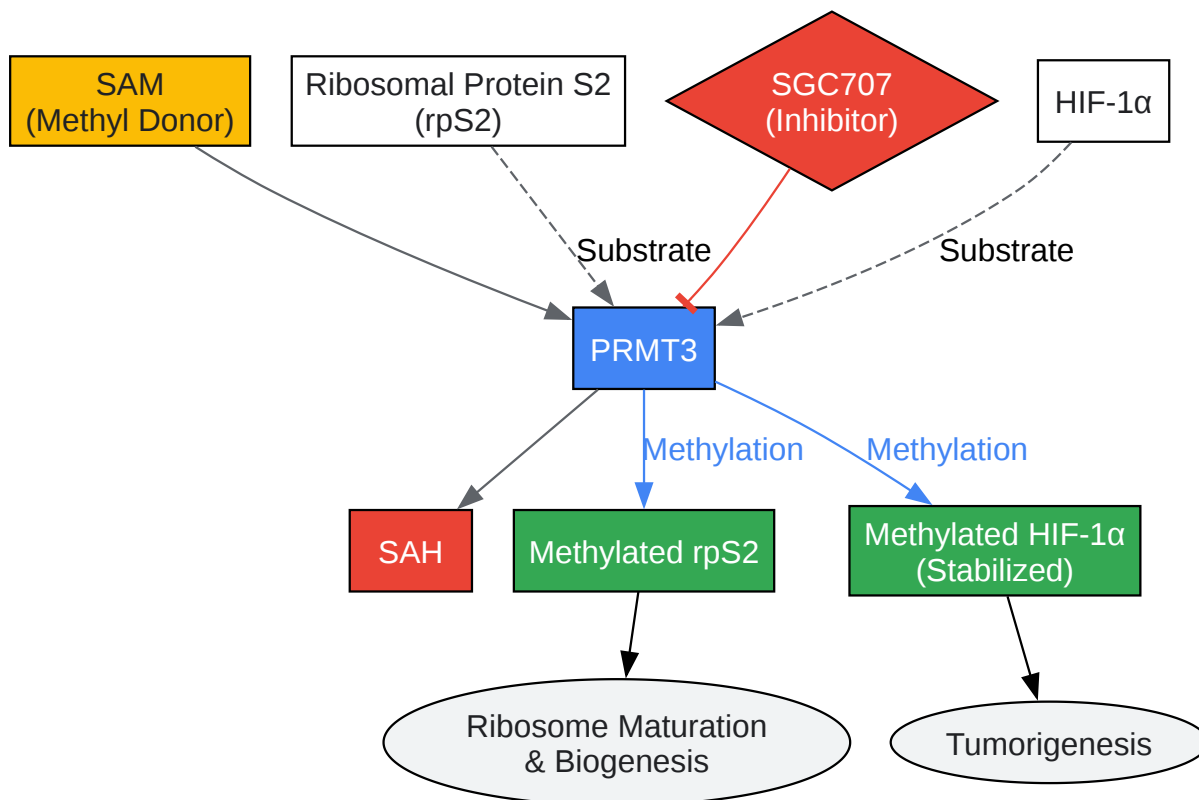 SAM
(Methyl Donor)
Ribosomal Protein S2
(rpS2)
SGC707
(Inhibitor)
HIF-1α
Substrate
Substrate
PRMT3
Methylation
Methylation
SAH
Methylated rpS2
Methylated HIF-1α
(Stabilized)
Ribosome Maturation
& Biogenesis
Tumorigenesis